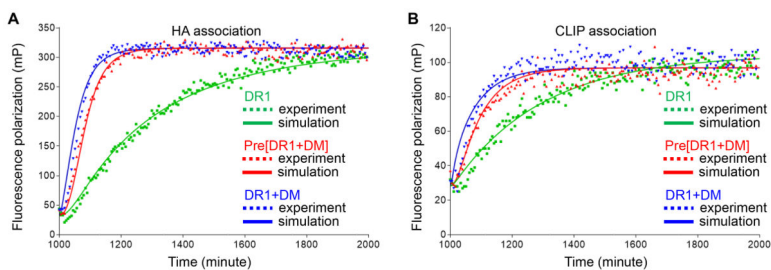 A
HA association
Fluorescence polarization (mP)
350
300
250
200
150
100
50
0
1000
1200
1400
1600
1800
2000
Time (minute)
DR1
experiment
simulation
Pre[DR1+DM]
experiment
simulation
DR1+DM
experiment
simulation
B
CLIP association
Fluorescence polarization (mP)
120
100
80
60
40
20
0
1000
1200
1400
1600
1800
2000
Time (minute)
DR1
experiment
simulation
Pre[DR1+DM]
experiment
simulation
DR1+DM
experiment
simulation